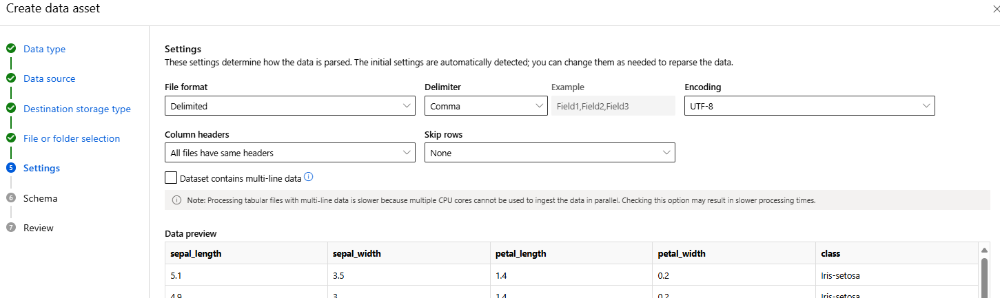 Create data asset
Data type
Data source
Destination storage type
File or folder selection
5 Settings
6 Schema
7 Review
Settings
These settings determine how the data is parsed. The initial settings are automatically detected; you can change them as needed to reparse the data.
File format Delimiter Example Encoding
Delimited Comma Field1,Field2,Field3 UTF-8
Column headers Skip rows
All files have same headers None
Dataset contains multi-line data
Note: Processing tabular files with multi-line data is slower because multiple CPU cores cannot be used to ingest the data in parallel. Checking this option may result in slower processing times.
Data preview
sepal_length sepal_width petal_length petal_width class
5.1 3.5 1.4 0.2 Iris-setosa
4.9 3 1.4 0.2 Iris-setosa